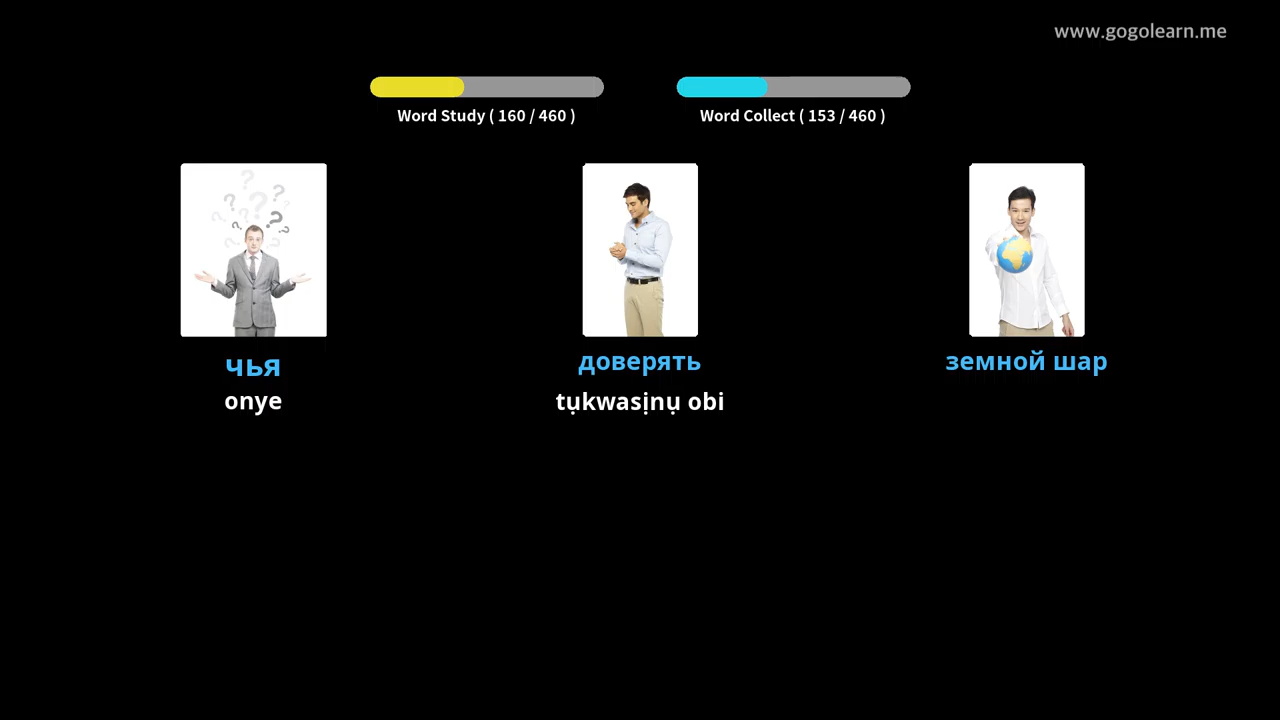 www.gogolearn.me
Word Study ( 160 / 460 )
Word Collect ( 153 / 460 )
чья
доверять
земной шар
onye
tụkwasịnụ obi